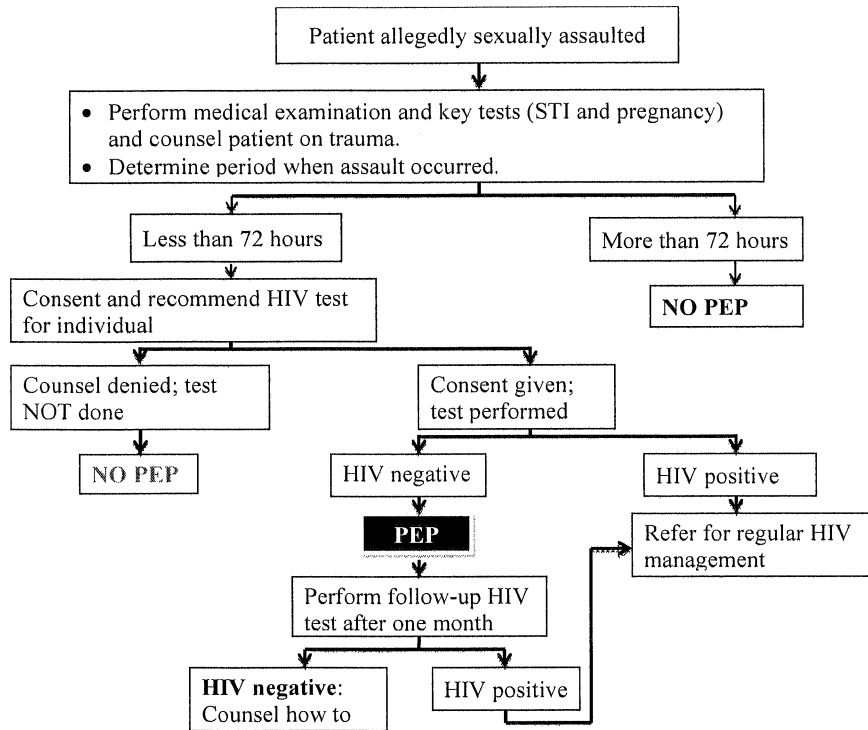 Patient allegedly sexually assaulted
• Perform medical examination and key tests (STI and pregnancy)
and counsel patient on trauma.
• Determine period when assault occurred.
Less than 72 hours
More than 72 hours
Consent and recommend HIV test
for individual
NO PEP
Counsel denied; test
NOT done
Consent given;
test performed
NO PEP
HIV negative
HIV positive
PEP
Refer for regular HIV
management
Perform follow-up HIV
test after one month
HIV negative:
Counsel how to
HIV positive